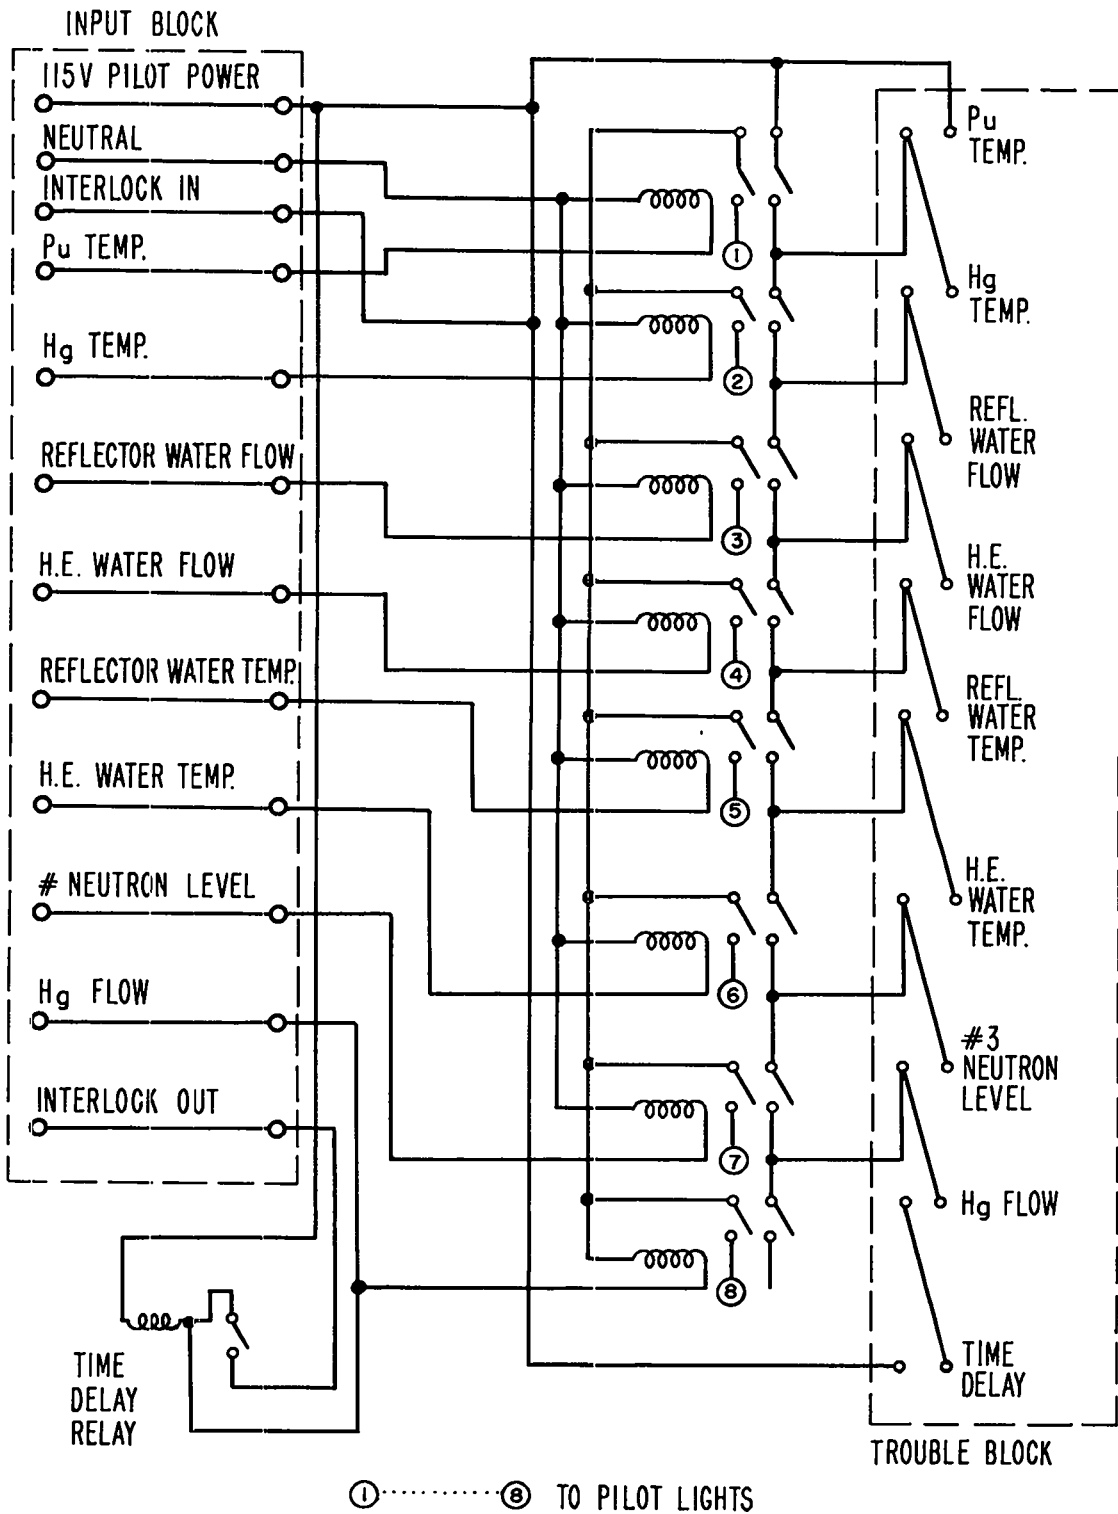 INPUT BLOCK
115V PILOT POWER
NEUTRAL
INTERLOCK IN
Pu TEMP.
Hg TEMP.
REFLECTOR WATER FLOW
H.E. WATER FLOW
REFLECTOR WATER TEMP.
H.E. WATER TEMP.
# NEUTRON LEVEL
Hg FLOW
INTERLOCK OUT
TIME
DELAY
RELAY
1
2
3
4
5
6
7
8
Pu
TEMP.
Hg
TEMP.
REFL.
WATER
FLOW
H.E.
WATER
FLOW
REFL.
WATER
TEMP.
H.E.
WATER
TEMP.
#3
NEUTRON
LEVEL
Hg FLOW
TIME
DELAY
TROUBLE BLOCK
1 ·········· 8 TO PILOT LIGHTS